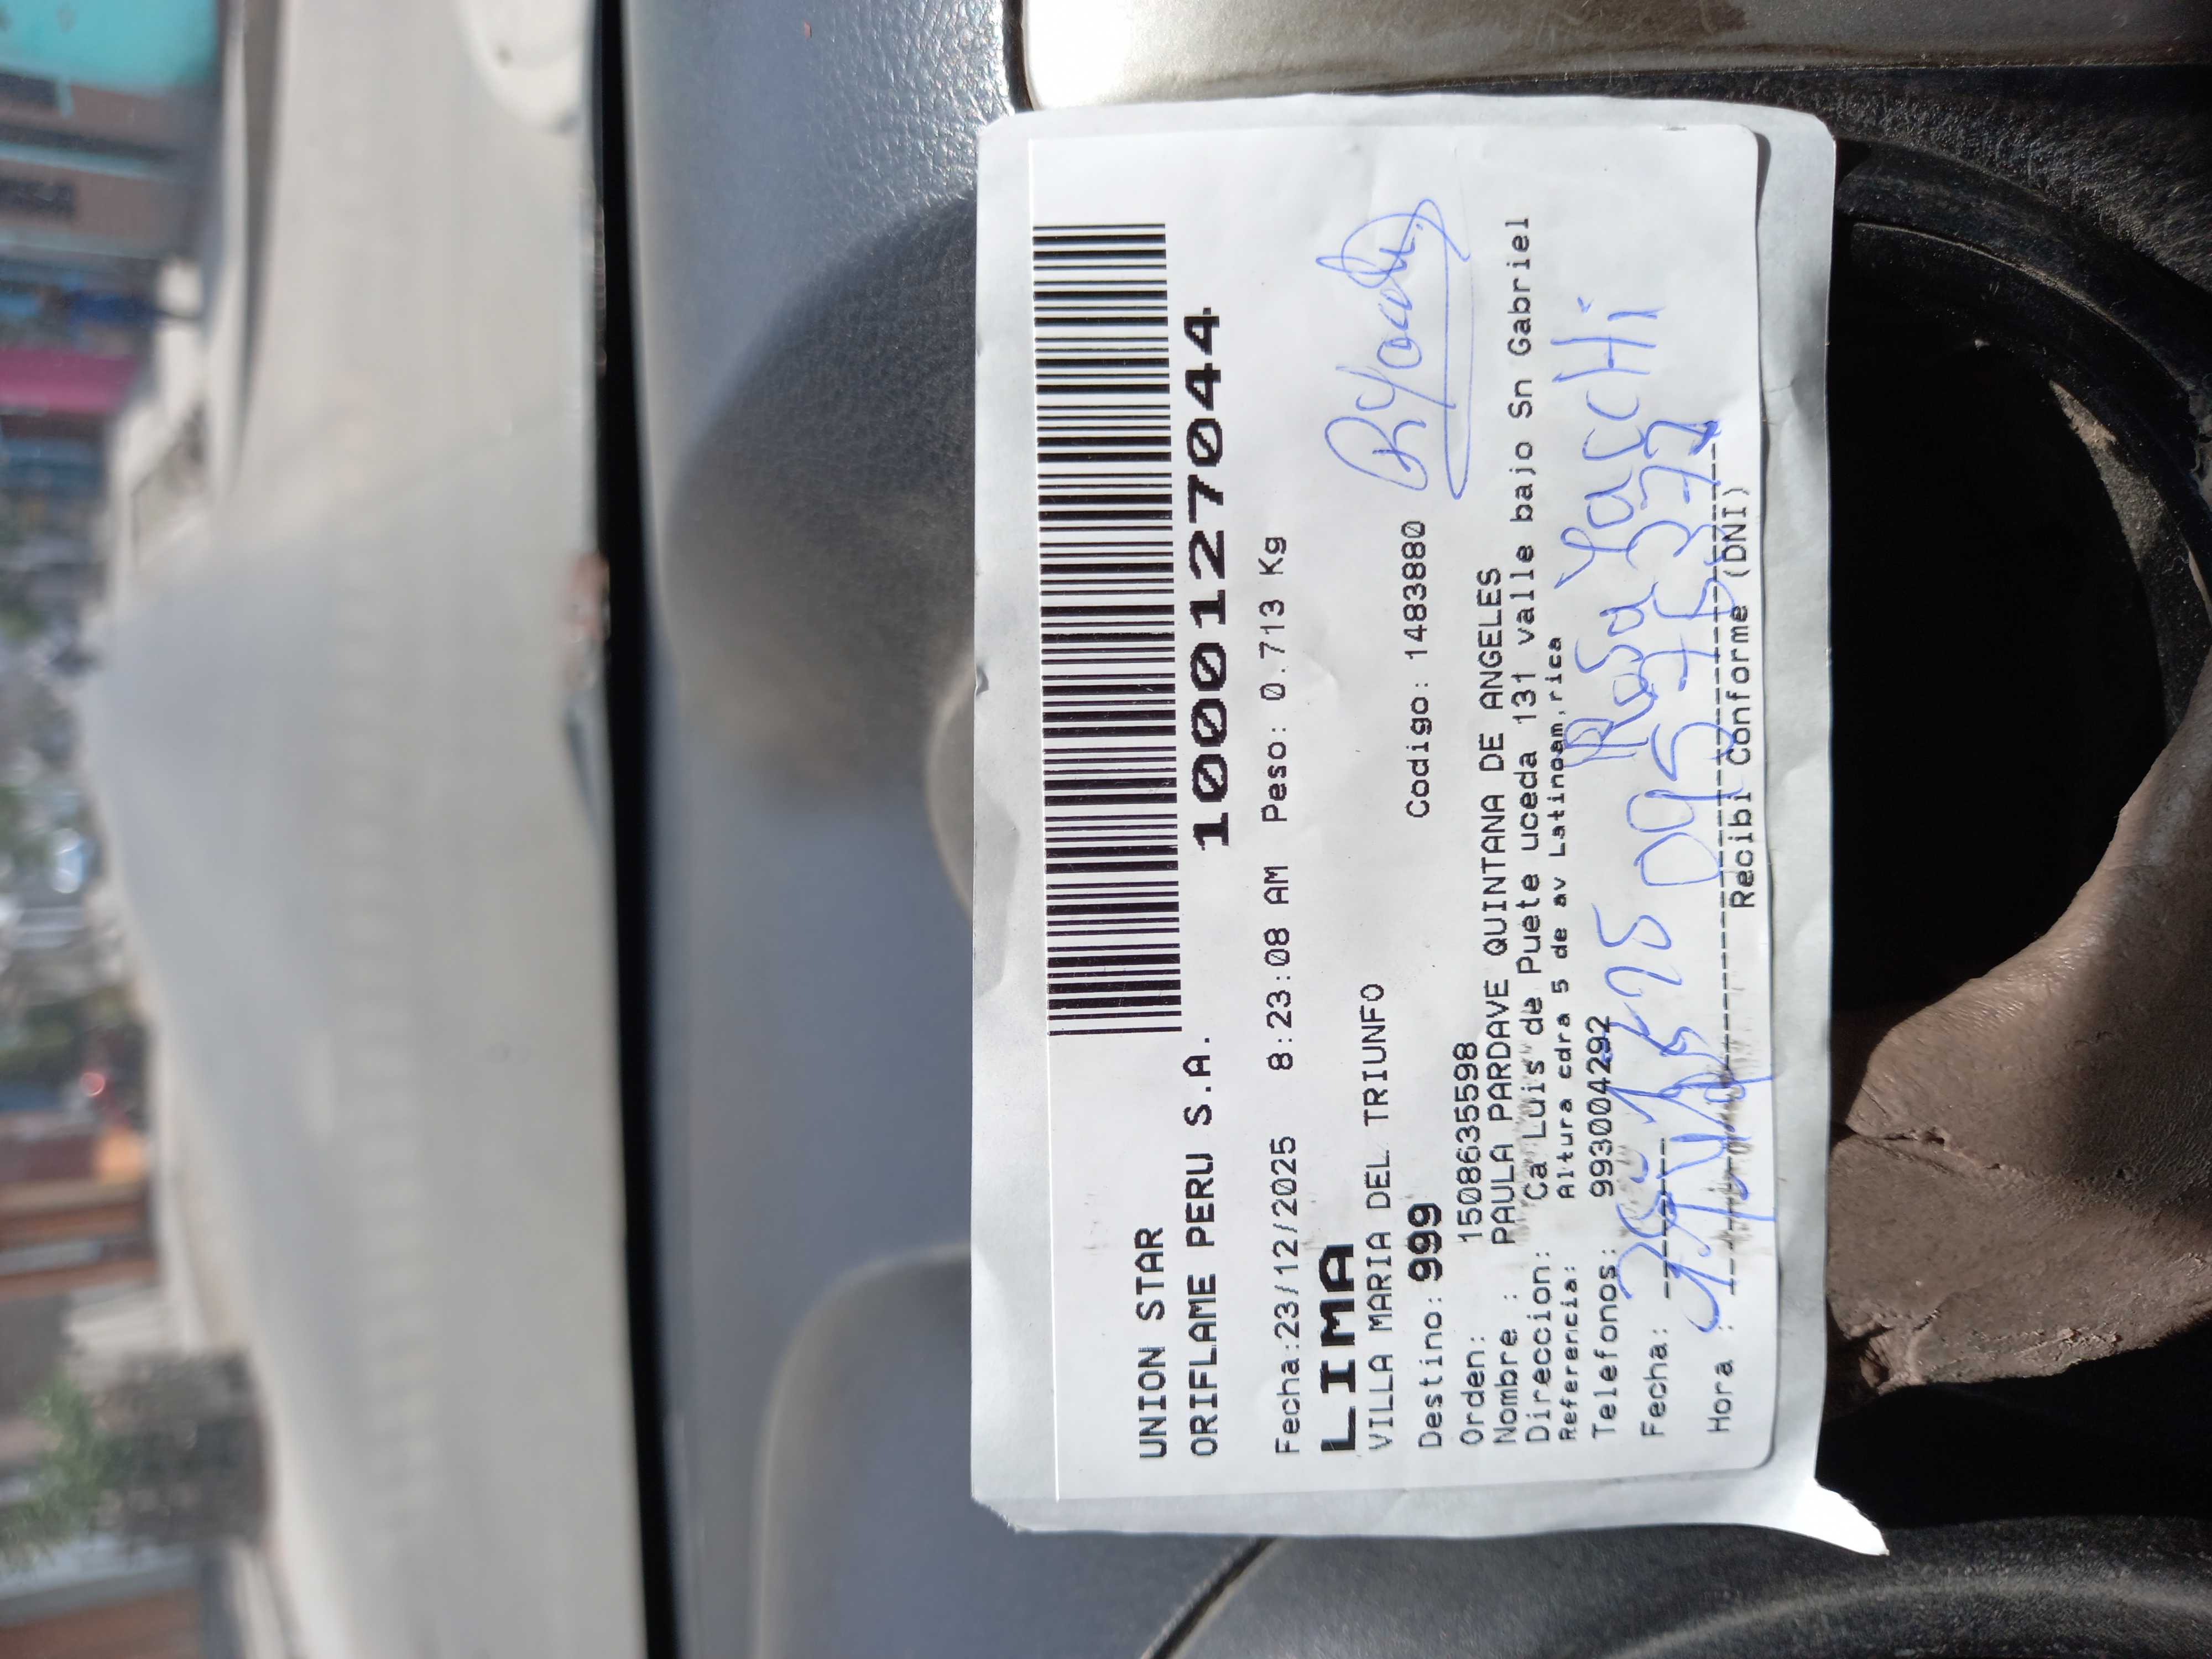 UNION STAR
ORIFLAME PERU S.A. 1000127044
Fecha:23/12/2025 8:23:08 AM Peso: 0.713 Kg
LIMA
VILLA MARIA DEL TRIUNFO
Destino: 999 Codigo: 1483880
Orden: 1508635598
Nombre : PAULA PARDAVE QUINTANA DE ANGELES
Direccion: Ca Luis de Puete uceda 131 valle bajo Sn Gabriel
Referencia: Altura cdra 5 de av Latinoam,rica
Telefonos: 993004292
Rosa Yacchi
Fecha:
Hora :
Recibi Conforme (DNI)